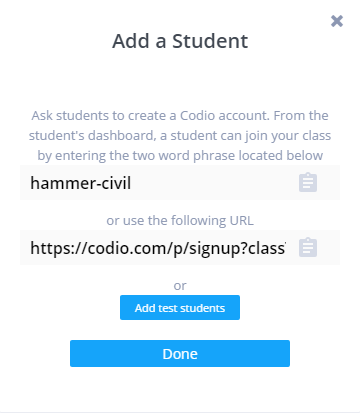 Add a Student
Ask students to create a Codio account. From the
student's dashboard, a student can join your class
by entering the two word phrase located below
hammer-civil
or use the following URL
https://codio.com/p/signup?class
or
Add test students
Done